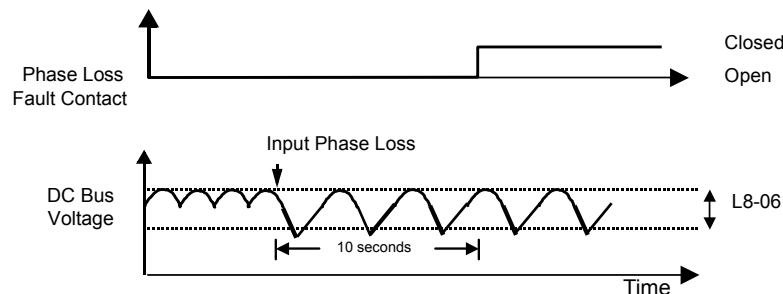 Closed
Phase Loss
Fault Contact
Open
Input Phase Loss
DC Bus
Voltage
L8-06
10 seconds
Time